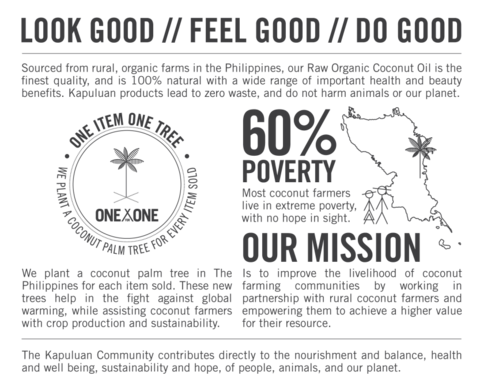 LOOK GOOD // FEEL GOOD // DO GOOD
Sourced from rural, organic farms in the Philippines, our Raw Organic Coconut Oil is the
finest quality, and is 100% natural with a wide range of important health and beauty
benefits. Kapuluan products lead to zero waste, and do not harm animals or our planet.
• ONE ITEM ONE TREE •
WE PLANT A COCONUT PALM TREE FOR EVERY ITEM SOLD
ONEXONE
We plant a coconut palm tree in The
Philippines for each item sold. These new
trees help in the fight against global
warming, while assisting coconut farmers
with crop production and sustainability.
60%
POVERTY
Most coconut farmers
live in extreme poverty,
with no hope in sight.
OUR MISSION
Is to improve the livelihood of coconut
farming communities by working in
partnership with rural coconut farmers and
empowering them to achieve a higher value
for their resource.
The Kapuluan Community contributes directly to the nourishment and balance, health
and well being, sustainability and hope, of people, animals, and our planet.